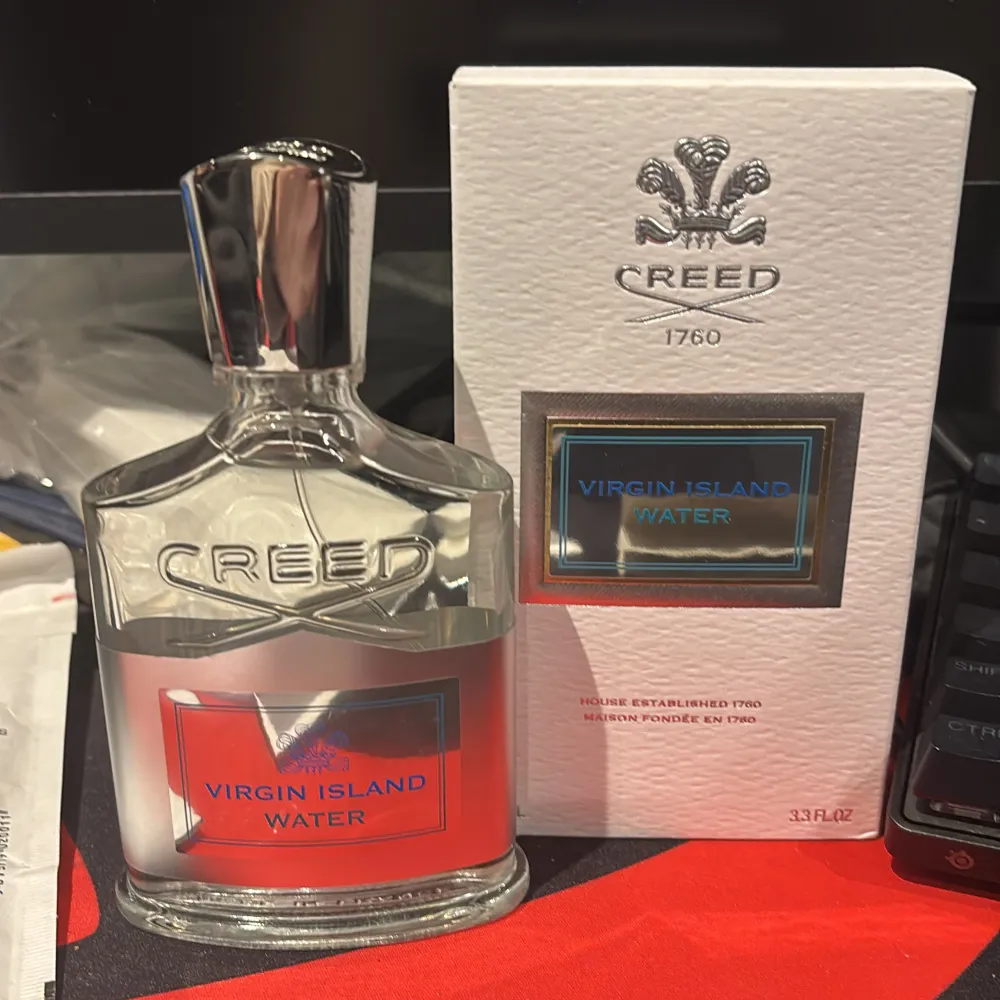 CREED
1760
VIRGIN ISLAND
WATER
HOUSE ESTABLISHED 1760
MAISON FONDÉE EN 1760
3.3 FL.OZ
CREED
VIRGIN ISLAND
WATER
CTRL